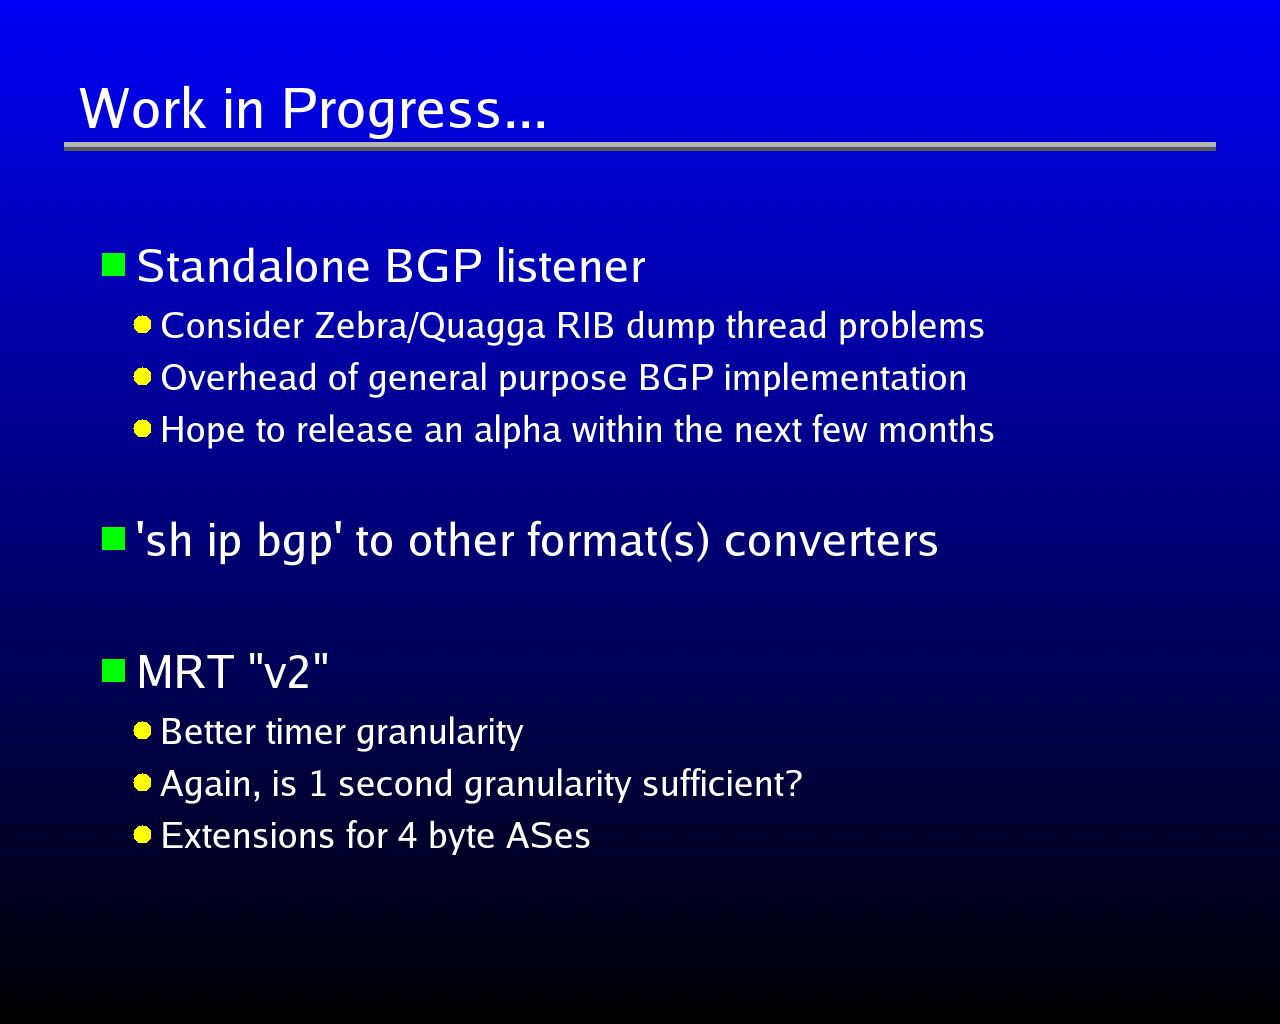 Work in Progress...
Standalone BGP listener
Consider Zebra/Quagga RIB dump thread problems
Overhead of general purpose BGP implementation
Hope to release an alpha within the next few months
'sh ip bgp' to other format(s) converters
MRT "v2"
Better timer granularity
Again, is 1 second granularity sufficient?
Extensions for 4 byte ASes